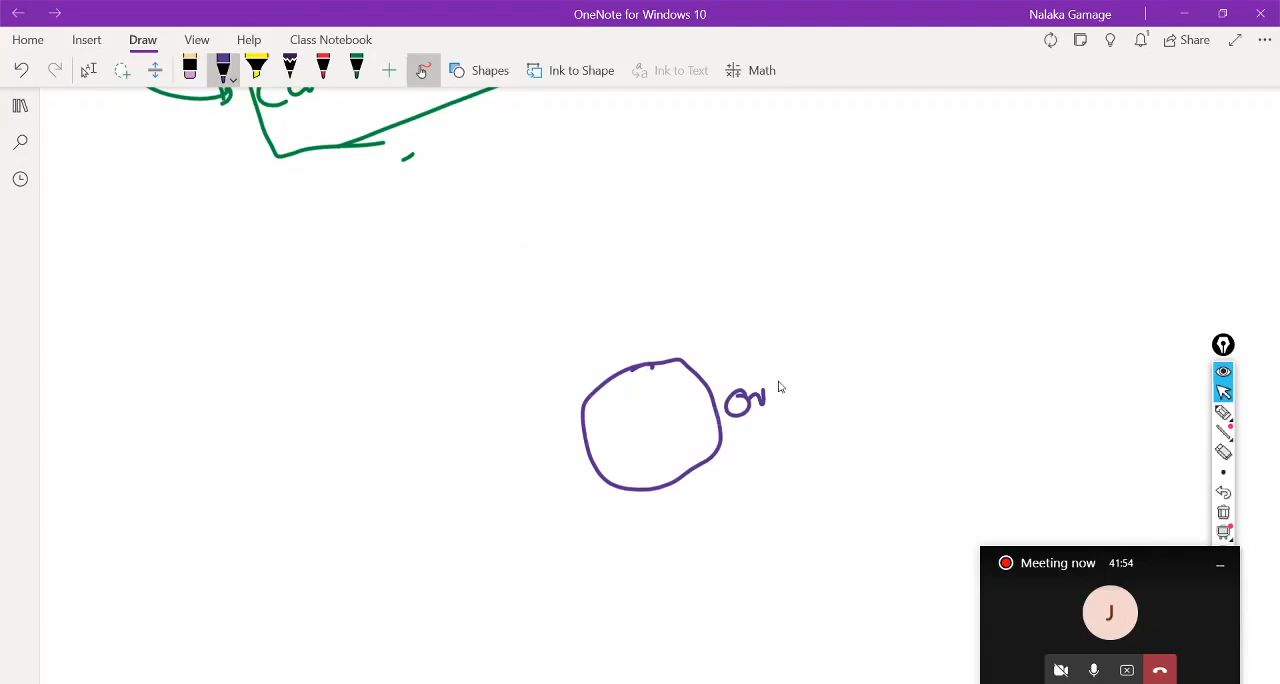 OneNote for Windows 10
Nalaka Gamage
Home Insert Draw View Help Class Notebook
Share
Shapes Ink to Shape Ink to Text Math
Ca
On
Meeting now 41:54
J